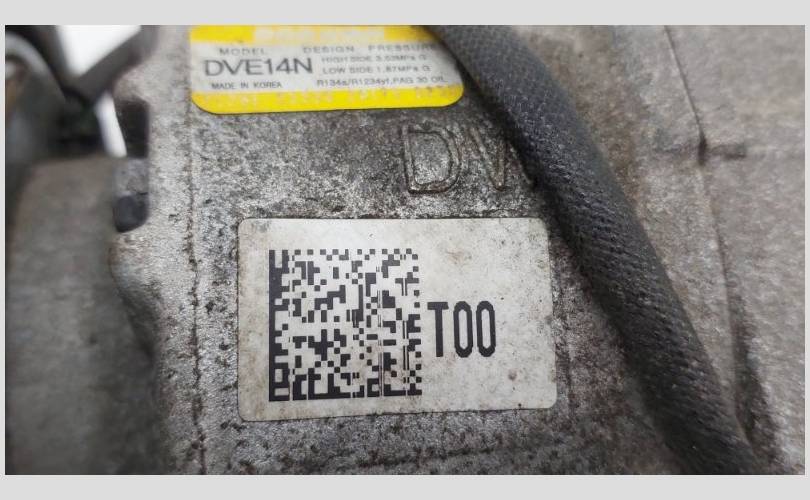 MODEL DESIGN PRESSURE
DVE14N HIGH SIDE 3.53MPa G
LOW SIDE 1.67MPa G
MADE IN KOREA R134a/R1234yf,PAG 30 OIL
DV
T00